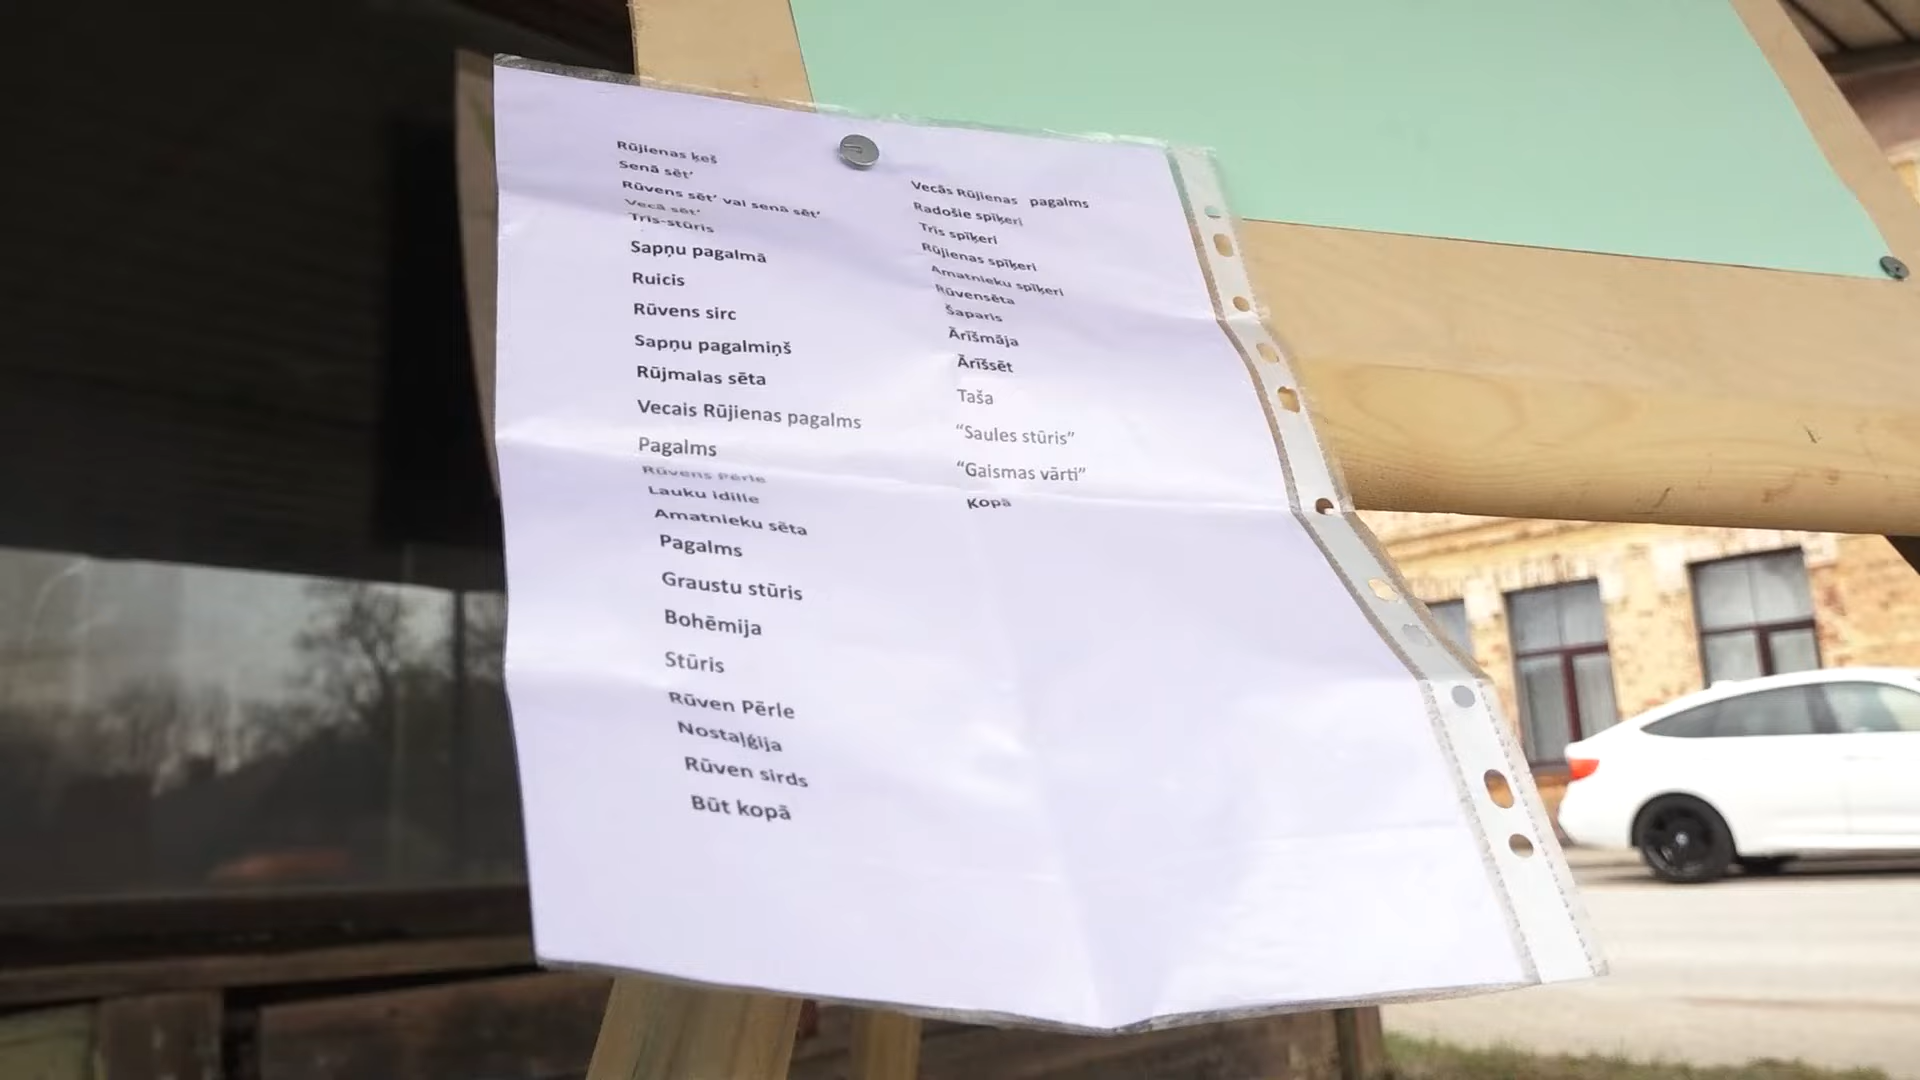 Rūjienas ķeš
Senā sēt'
Rūvens sēt' vai senā sēt'
Vecā sēt'
Trīs-stūris
Sapņu pagalmā
Ruicis
Rūvens sirc
Sapņu pagalmiņš
Rūjmalas sēta
Vecais Rūjienas pagalms
Pagalms
Rūvens Pērle
Lauku idille
Amatnieku sēta
Pagalms
Graustu stūris
Bohēmija
Stūris
Rūven Pērle
Nostaļģija
Rūven sirds
Būt kopā
Vecās Rūjienas pagalms
Radošie spīķeri
Trīs spīķeri
Rūjienas spīķeri
Amatnieku spīķeri
Rūvensēta
Šaparis
Ārīšmāja
Ārīšsēt
Taša
“Saules stūris”
“Gaismas vārti”
Kopā